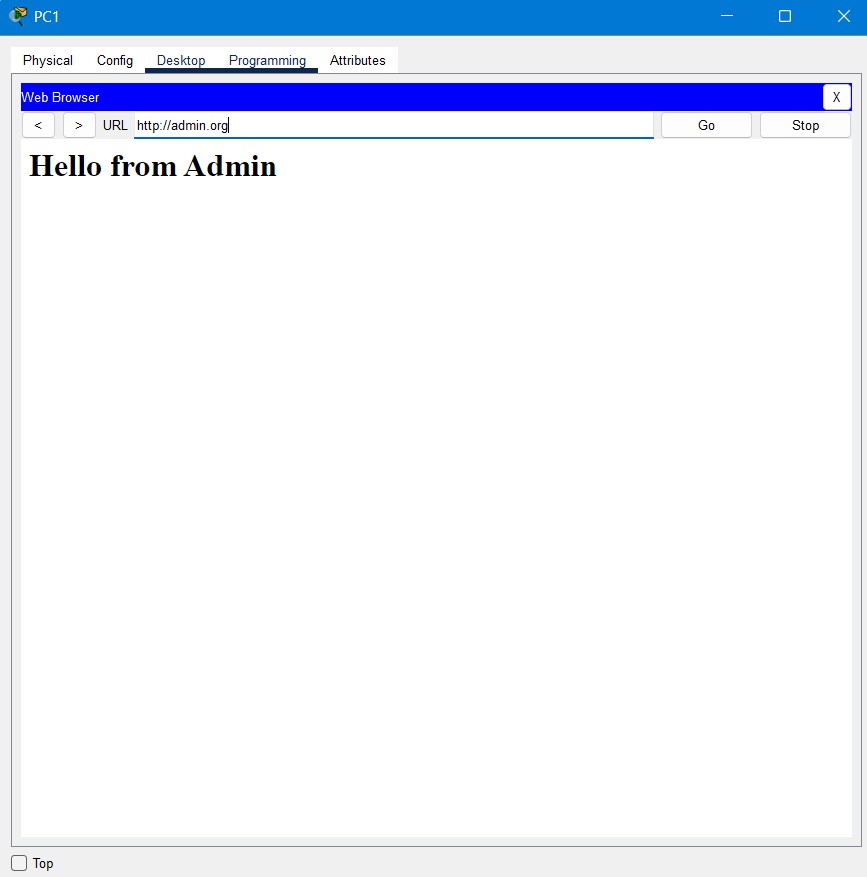 PC1
Physical Config Desktop Programming Attributes
Web Browser X
< > URL http://admin.org Go Stop
Hello from Admin
Top